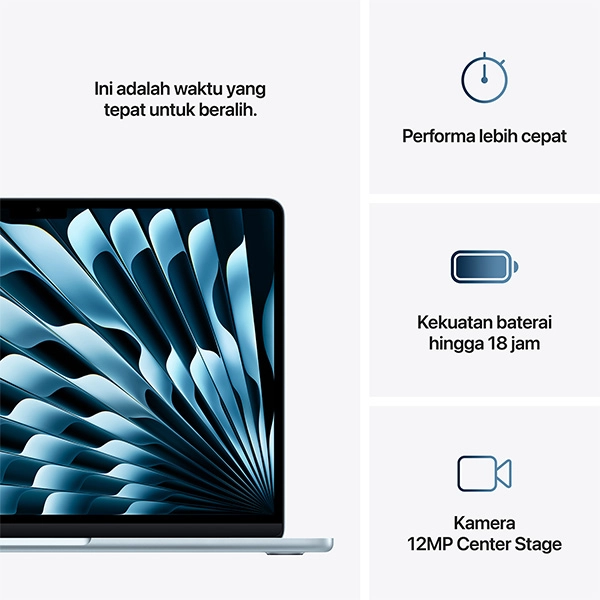 Ini adalah waktu yang
tepat untuk beralih.
Performa lebih cepat
Kekuatan baterai
hingga 18 jam
Kamera
12MP Center Stage